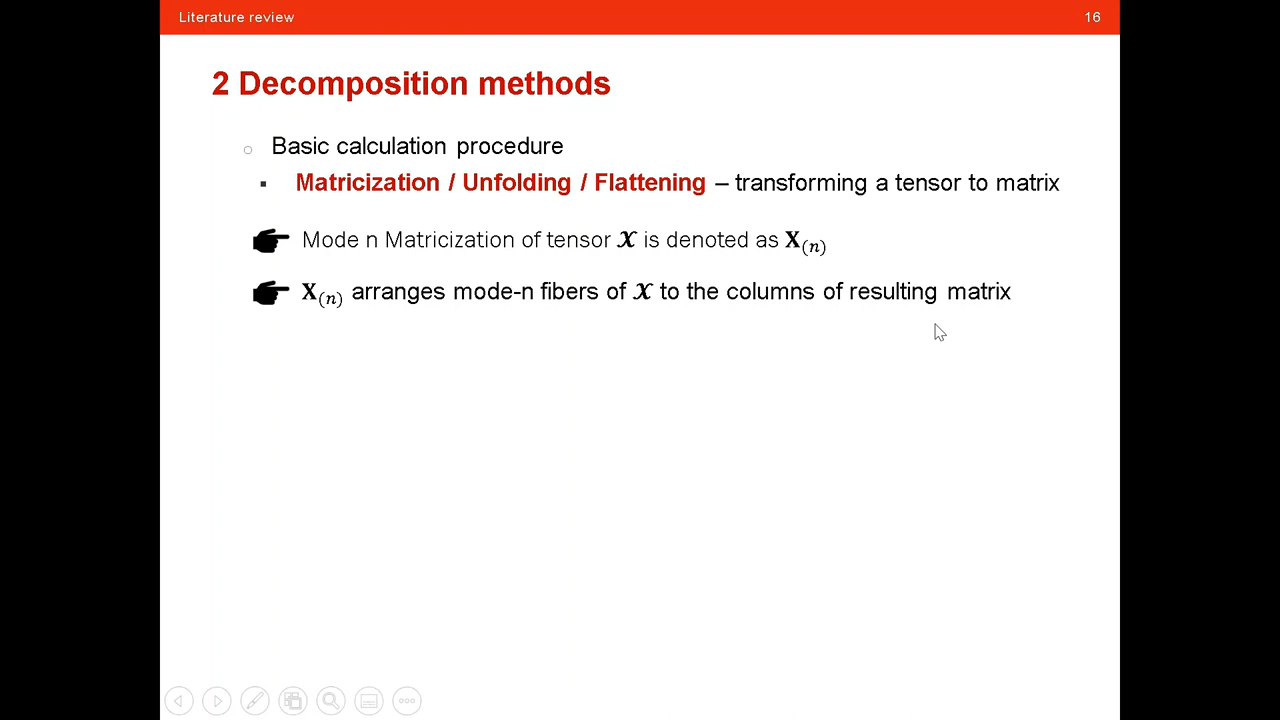 Literature review 16
2 Decomposition methods
Basic calculation procedure
Matricization / Unfolding / Flattening – transforming a tensor to matrix
Mode n Matricization of tensor 𝓧 is denoted as 𝐗(𝑛)
𝐗(𝑛) arranges mode-n fibers of 𝓧 to the columns of resulting matrix